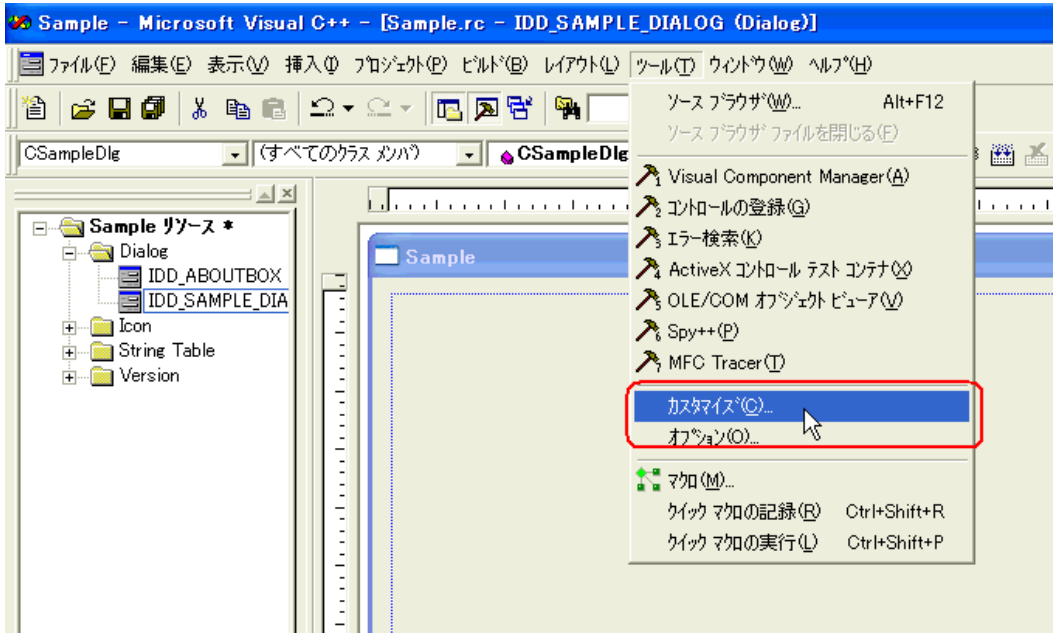 Sample - Microsoft Visual C++ - [Sample.rc - IDD_SAMPLE_DIALOG (Dialog)]
ファイル(F) 編集(E) 表示(V) 挿入(I) プロジェクト(P) ビルド(B) レイアウト(L) ツール(T) ウィンドウ(W) ヘルプ(H)
CSampleDlg (すべてのクラス メンバ) CSampleDlg
Sample リソース *
Dialog
IDD_ABOUTBOX
IDD_SAMPLE_DIA
Icon
String Table
Version
Sample
ソース ブラウザ(W)... Alt+F12
ソース ブラウザ ファイルを閉じる(F)
1 Visual Component Manager(A)
2 コントロールの登録(G)
3 エラー検索(K)
4 ActiveX コントロール テスト コンテナ(X)
5 OLE/COM オブジェクト ビューア(V)
6 Spy++(P)
7 MFC Tracer(T)
カスタマイズ(C)...
オプション(O)...
マクロ(M)...
クイック マクロの記録(R) Ctrl+Shift+R
クイック マクロの実行(L) Ctrl+Shift+P